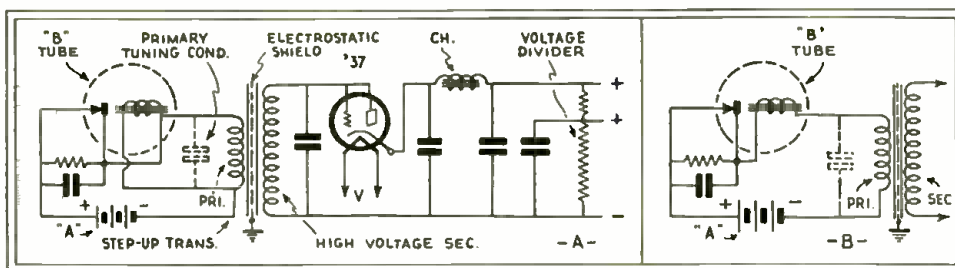 "B"
TUBE
PRIMARY
TUNING COND.
ELECTROSTATIC
SHIELD
'37
CH.
VOLTAGE
DIVIDER
+
+
PRI.
V
+
-
"A"
STEP-UP TRANS.
HIGH VOLTAGE SEC.
-
-A-
"B'
TUBE
PRI.
SEC
+
-
"A"
-B-